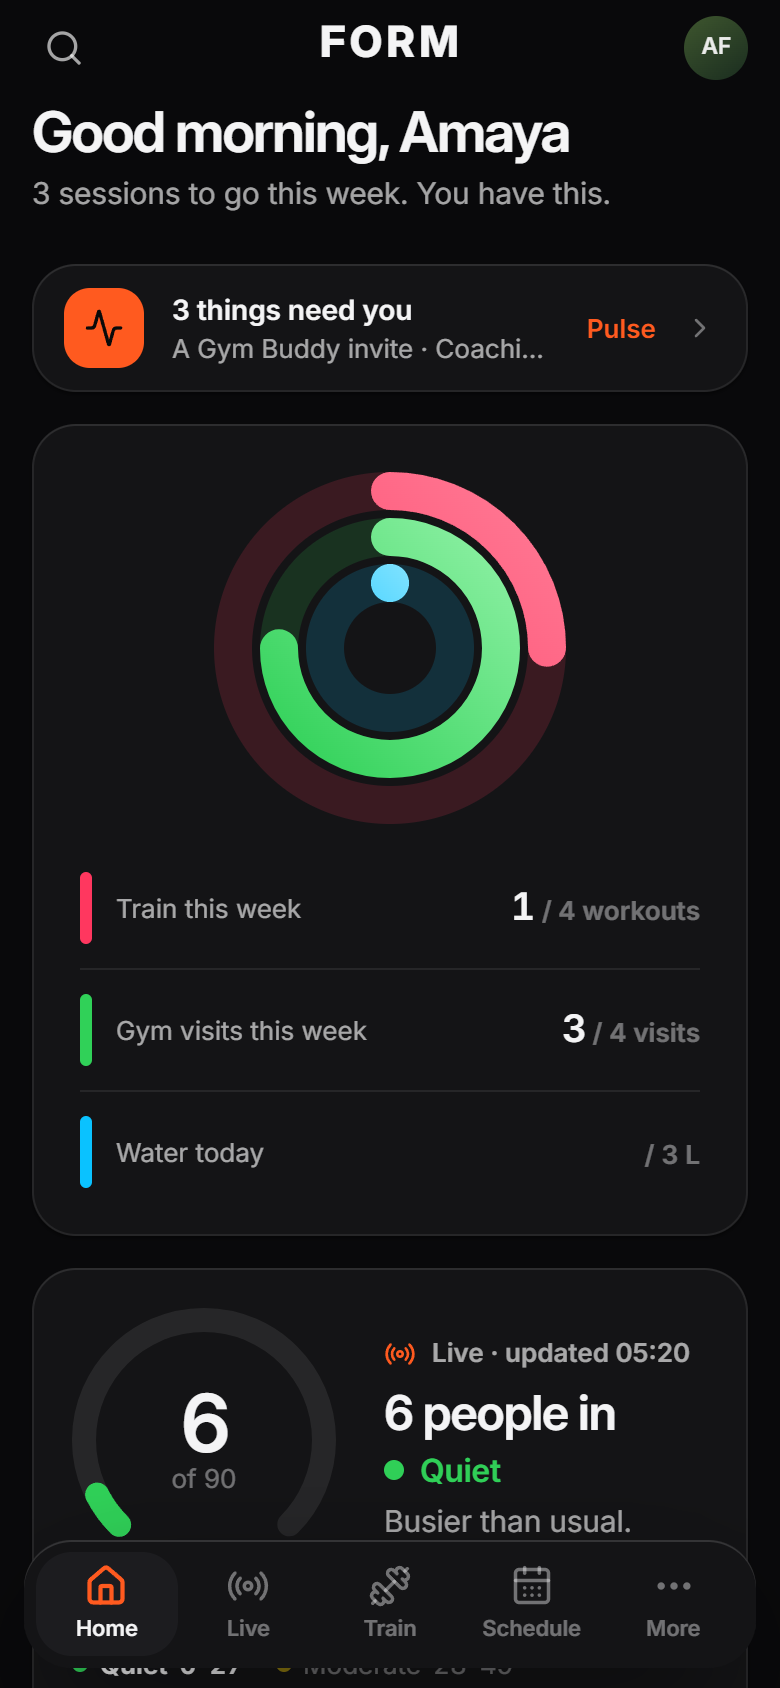 FORM
AF
Good morning, Amaya
3 sessions to go this week. You have this.
3 things need you
A Gym Buddy invite · Coachi...
Pulse
Train this week
1 / 4 workouts
Gym visits this week
3 / 4 visits
Water today
/ 3 L
6
of 90
Live · updated 05:20
6 people in
Quiet
Busier than usual.
Home
Live
Train
Schedule
More
Quiet
Moderate